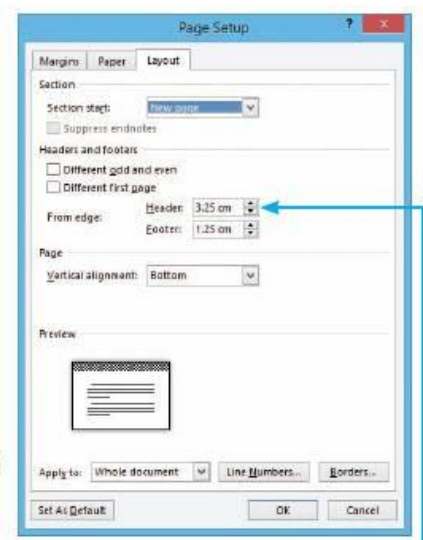 Page Setup ?
Margins Paper Layout
Section
Section start: New page
Suppress endnotes
Headers and footers
Different odd and even
Different first page
From edge:
Header: 3.25 cm
Footer: 1.25 cm
Page
Vertical alignment: Bottom
Preview
Apply to: Whole document Line Numbers... Borders...
Set As Default OK Cancel